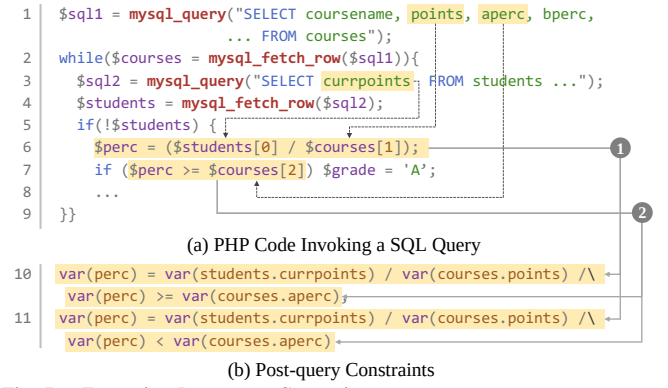 1 $sql1 = mysql_query("SELECT coursename, points, aperc, bperc,
... FROM courses");
2 while($courses = mysql_fetch_row($sql1)){
3 $sql2 = mysql_query("SELECT currpoints FROM students ...");
4 $students = mysql_fetch_row($sql2);
5 if(!$students) {
6 $perc = ($students[0] / $courses[1]);
7 if ($perc >= $courses[2]) $grade = 'A’;
8 ...
9 }}
1
2
(a) PHP Code Invoking a SQL Query
10 var(perc) = var(students.currpoints) / var(courses.points) /\
var(perc) >= var(courses.aperc);
11 var(perc) = var(students.currpoints) / var(courses.points) /\
var(perc) < var(courses.aperc)
(b) Post-query Constraints